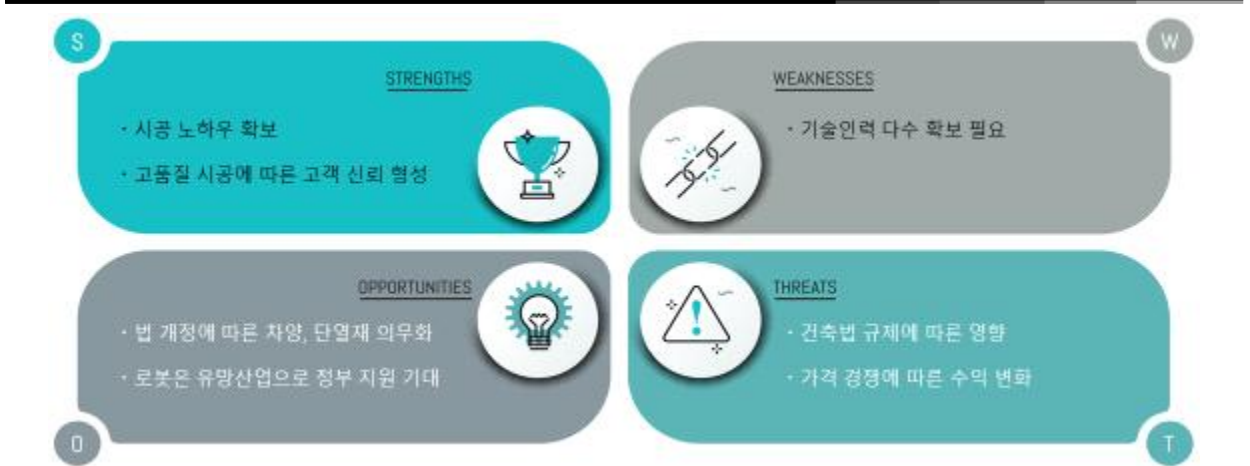 S
STRENGTHS
· 시공 노하우 확보
· 고품질 시공에 따른 고객 신뢰 형성
W
WEAKNESSES
· 기술인력 다수 확보 필요
OPPORTUNITIES
· 법 개정에 따른 차양, 단열재 의무화
· 로봇은 유망산업으로 정부 지원 기대
O
THREATS
· 건축법 규제에 따른 영향
· 가격 경쟁에 따른 수익 변화
T